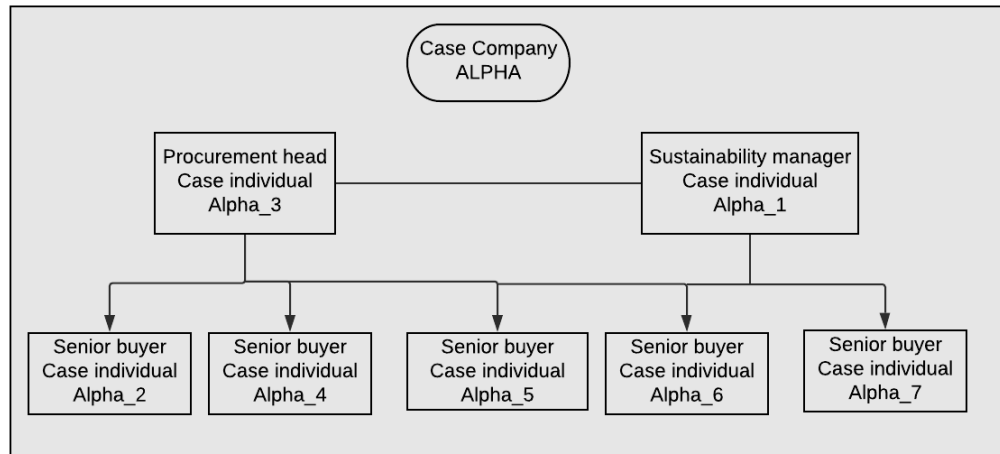 Case Company
ALPHA
Procurement head
Case individual
Alpha_3
Sustainability manager
Case individual
Alpha_1
Senior buyer
Case individual
Alpha_2
Senior buyer
Case individual
Alpha_4
Senior buyer
Case individual
Alpha_5
Senior buyer
Case individual
Alpha_6
Senior buyer
Case individual
Alpha_7